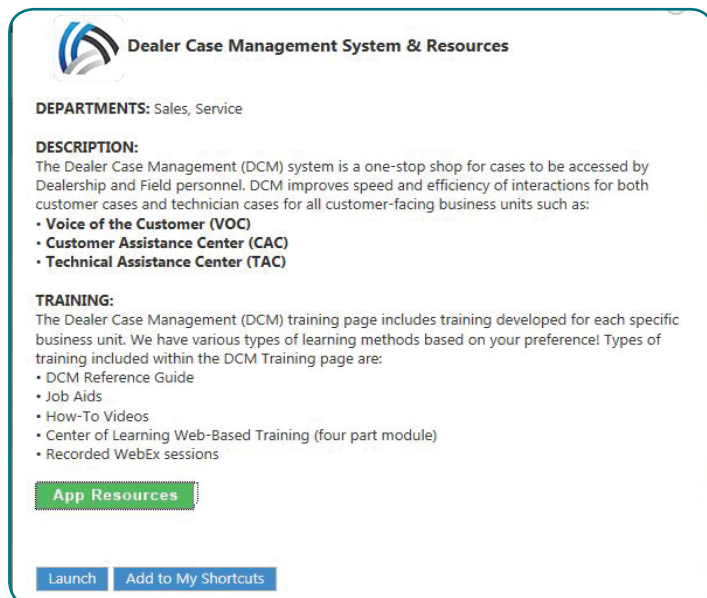 Dealer Case Management System & Resources
DEPARTMENTS: Sales, Service
DESCRIPTION:
The Dealer Case Management (DCM) system is a one-stop shop for cases to be accessed by
Dealership and Field personnel. DCM improves speed and efficiency of interactions for both
customer cases and technician cases for all customer-facing business units such as:
• Voice of the Customer (VOC)
• Customer Assistance Center (CAC)
• Technical Assistance Center (TAC)
TRAINING:
The Dealer Case Management (DCM) training page includes training developed for each specific
business unit. We have various types of learning methods based on your preference! Types of
training included within the DCM Training page are:
• DCM Reference Guide
• Job Aids
• How-To Videos
• Center of Learning Web-Based Training (four part module)
• Recorded WebEx sessions
App Resources
Launch Add to My Shortcuts